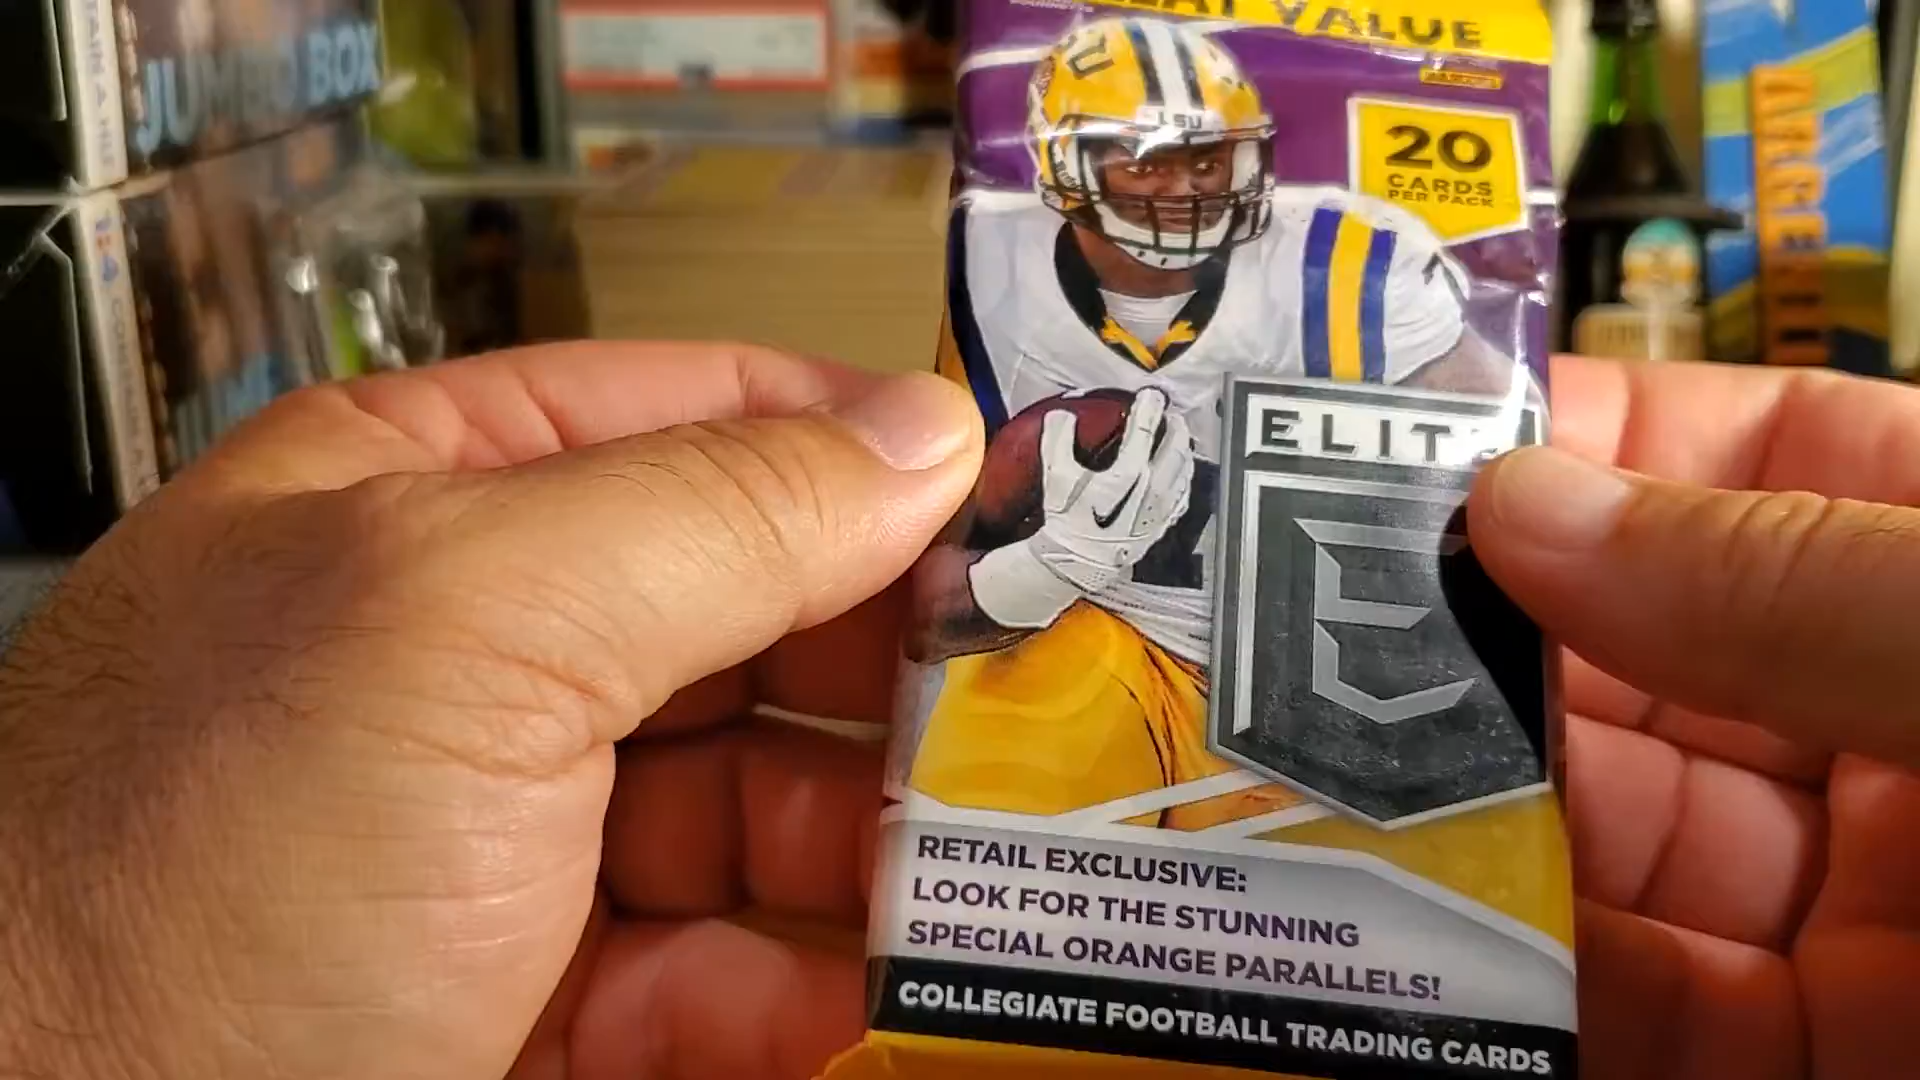 VALUE
20
CARDS
PER PACK
JUMBO BOX
LSU
ELIT
RETAIL EXCLUSIVE:
LOOK FOR THE STUNNING
SPECIAL ORANGE PARALLELS!
COLLEGIATE FOOTBALL TRADING CARDS